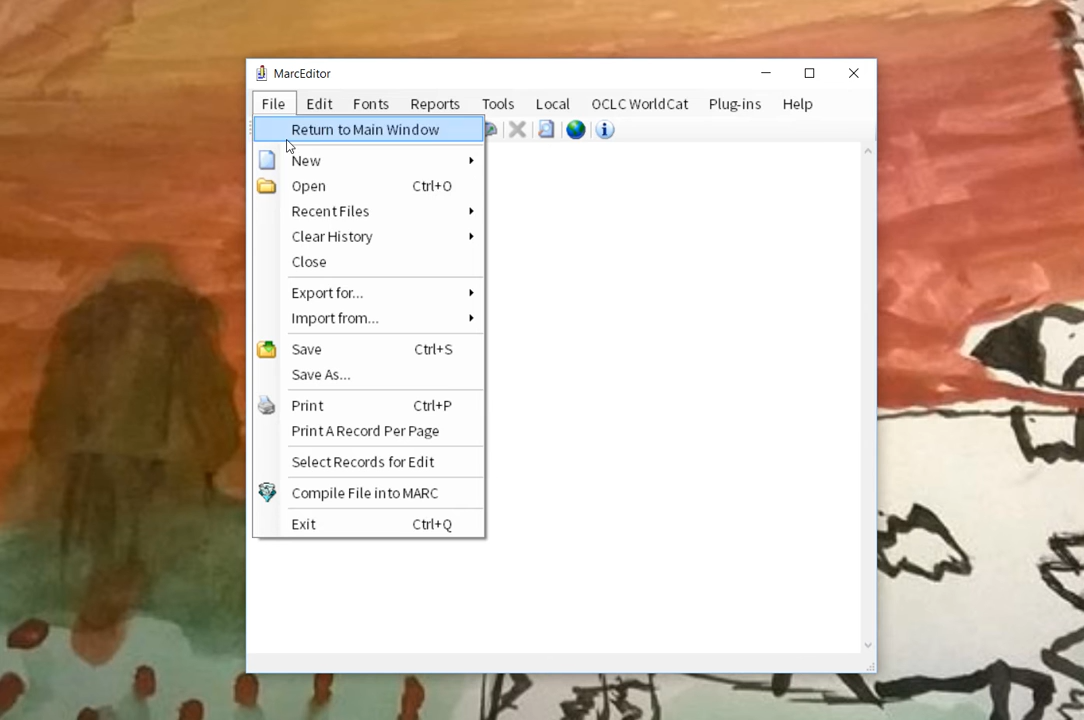 MarcEditor
File Edit Fonts Reports Tools Local OCLC WorldCat Plug-ins Help
Return to Main Window
New
Open Ctrl+O
Recent Files
Clear History
Close
Export for...
Import from...
Save Ctrl+S
Save As...
Print Ctrl+P
Print A Record Per Page
Select Records for Edit
Compile File into MARC
Exit Ctrl+Q